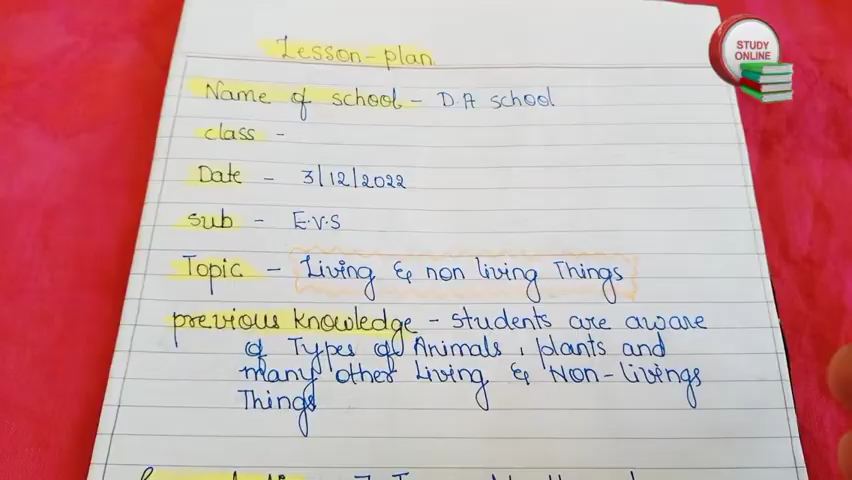 Lesson-plan
STUDY
ONLINE
Name of school - D.A school
class -
Date - 3/12/2022
sub - E.V.S
Topic - Living & non living Things
previous knowledge - students are aware
of Types of Animals, plants and
many other Living & Non-livings
Things